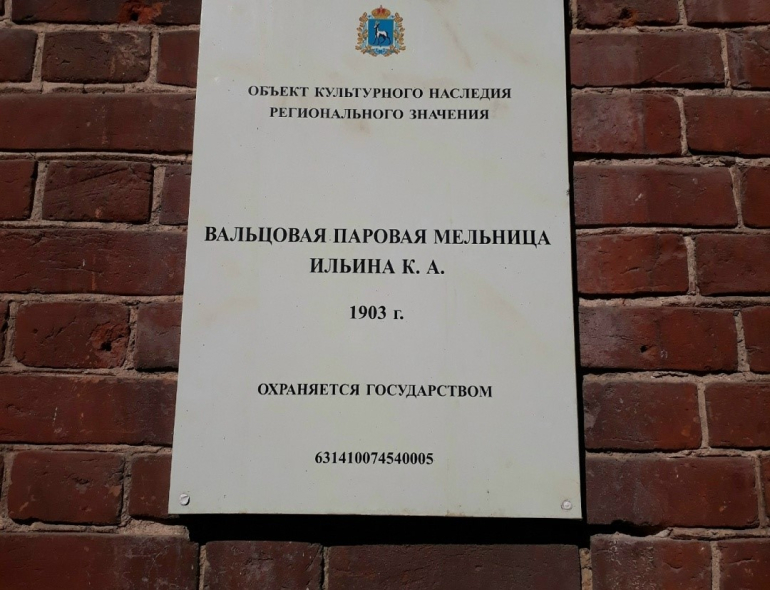 ОБЪЕКТ КУЛЬТУРНОГО НАСЛЕДИЯ
РЕГИОНАЛЬНОГО ЗНАЧЕНИЯ
ВАЛЬЦОВАЯ ПАРОВАЯ МЕЛЬНИЦА
ИЛЬИНА К. А.
1903 г.
ОХРАНЯЕТСЯ ГОСУДАРСТВОМ
631410074540005